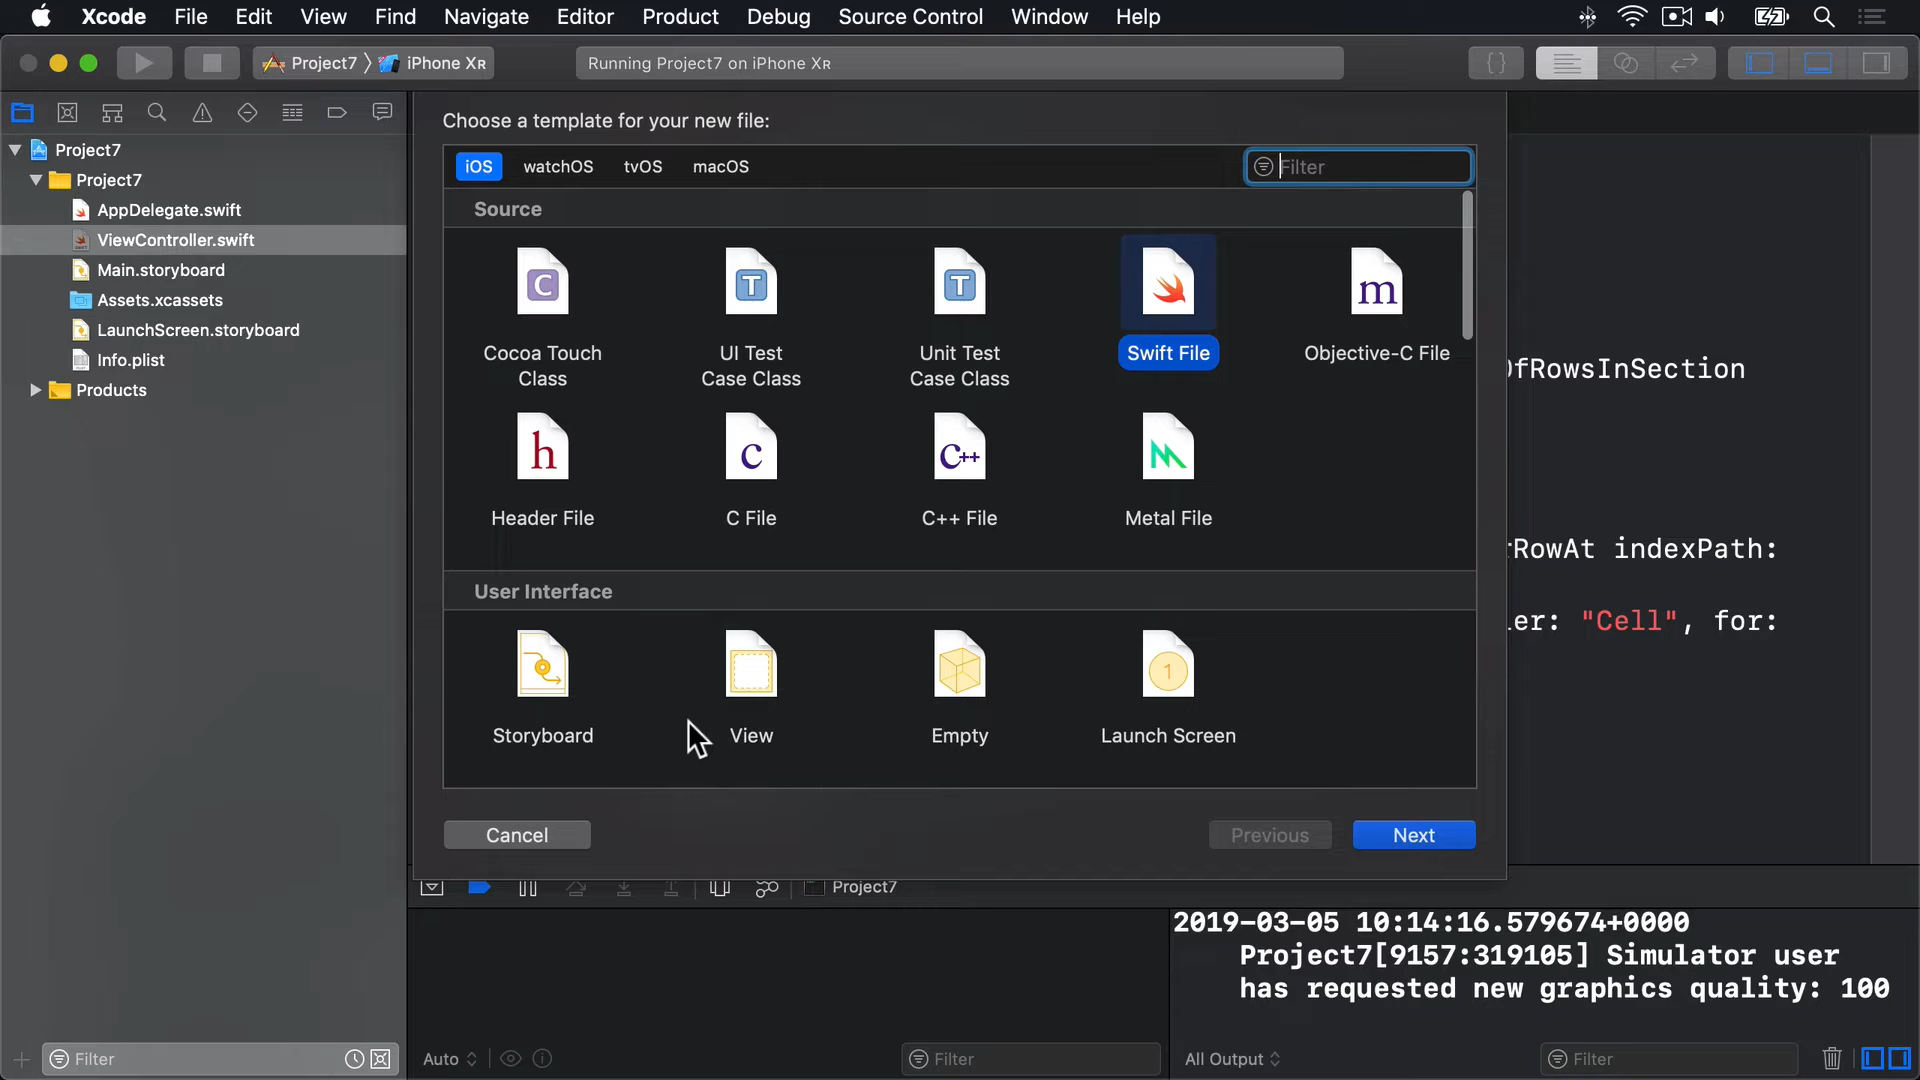 Xcode File Edit View Find Navigate Editor Product Debug Source Control Window Help
Project7 iPhone XR
Running Project7 on iPhone XR
Choose a template for your new file:
iOS watchOS tvOS macOS
Filter
Project7
Project7
AppDelegate.swift
ViewController.swift
Main.storyboard
Assets.xcassets
LaunchScreen.storyboard
Info.plist
Products
Source
C T T m
Cocoa Touch
Class
UI Test
Case Class
Unit Test
Case Class
Swift File
Objective-C File
h c C++
Header File
C File
C++ File
Metal File
User Interface
1
Storyboard
View
Empty
Launch Screen
Cancel
Previous
Next
OfRowsInSection
rRowAt indexPath:
er: "Cell", for:
Project7
2019-03-05 10:14:16.579674+0000
Project7[9157:319105] Simulator user
has requested new graphics quality: 100
Filter
Auto
Filter
All Output
Filter